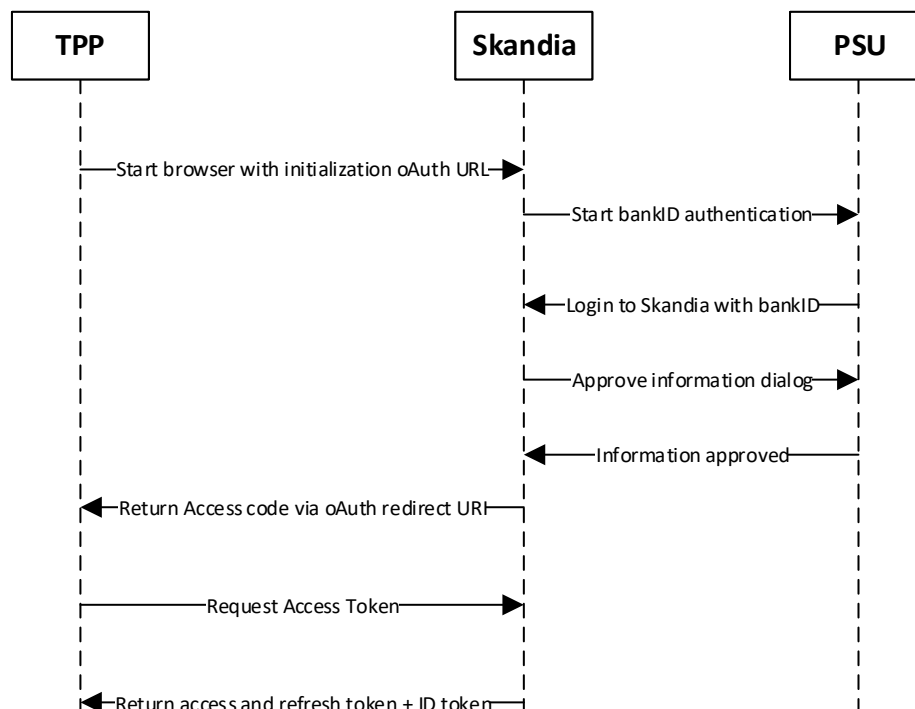 TPP
Skandia
PSU
Start browser with initialization oAuth URL
Start bankID authentication
Login to Skandia with bankID
Approve information dialog
Information approved
Return Access code via oAuth redirect URI
Request Access Token
Return access and refresh token + ID token